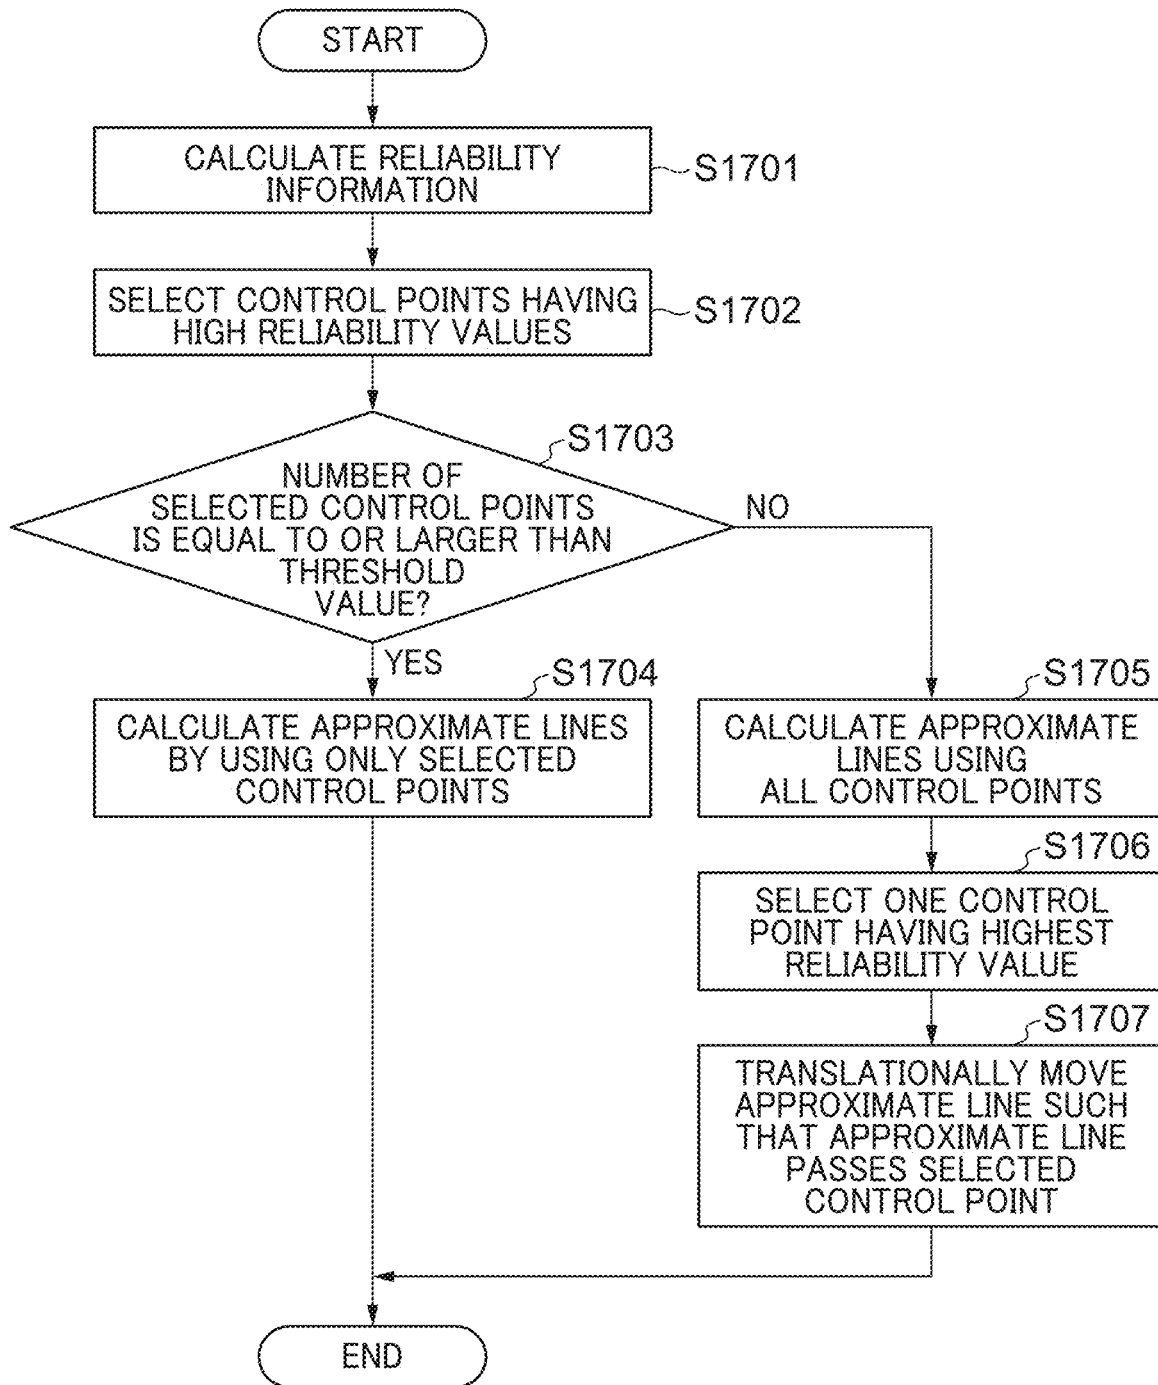 START
CALCULATE RELIABILITY
INFORMATION
S1701
SELECT CONTROL POINTS HAVING
HIGH RELIABILITY VALUES
S1702
S1703
NUMBER OF
SELECTED CONTROL POINTS
IS EQUAL TO OR LARGER THAN
THRESHOLD
VALUE?
NO
YES
S1704
CALCULATE APPROXIMATE LINES
BY USING ONLY SELECTED
CONTROL POINTS
S1705
CALCULATE APPROXIMATE
LINES USING
ALL CONTROL POINTS
S1706
SELECT ONE CONTROL
POINT HAVING HIGHEST
RELIABILITY VALUE
S1707
TRANSLATIONALLY MOVE
APPROXIMATE LINE SUCH
THAT APPROXIMATE LINE
PASSES SELECTED
CONTROL POINT
END